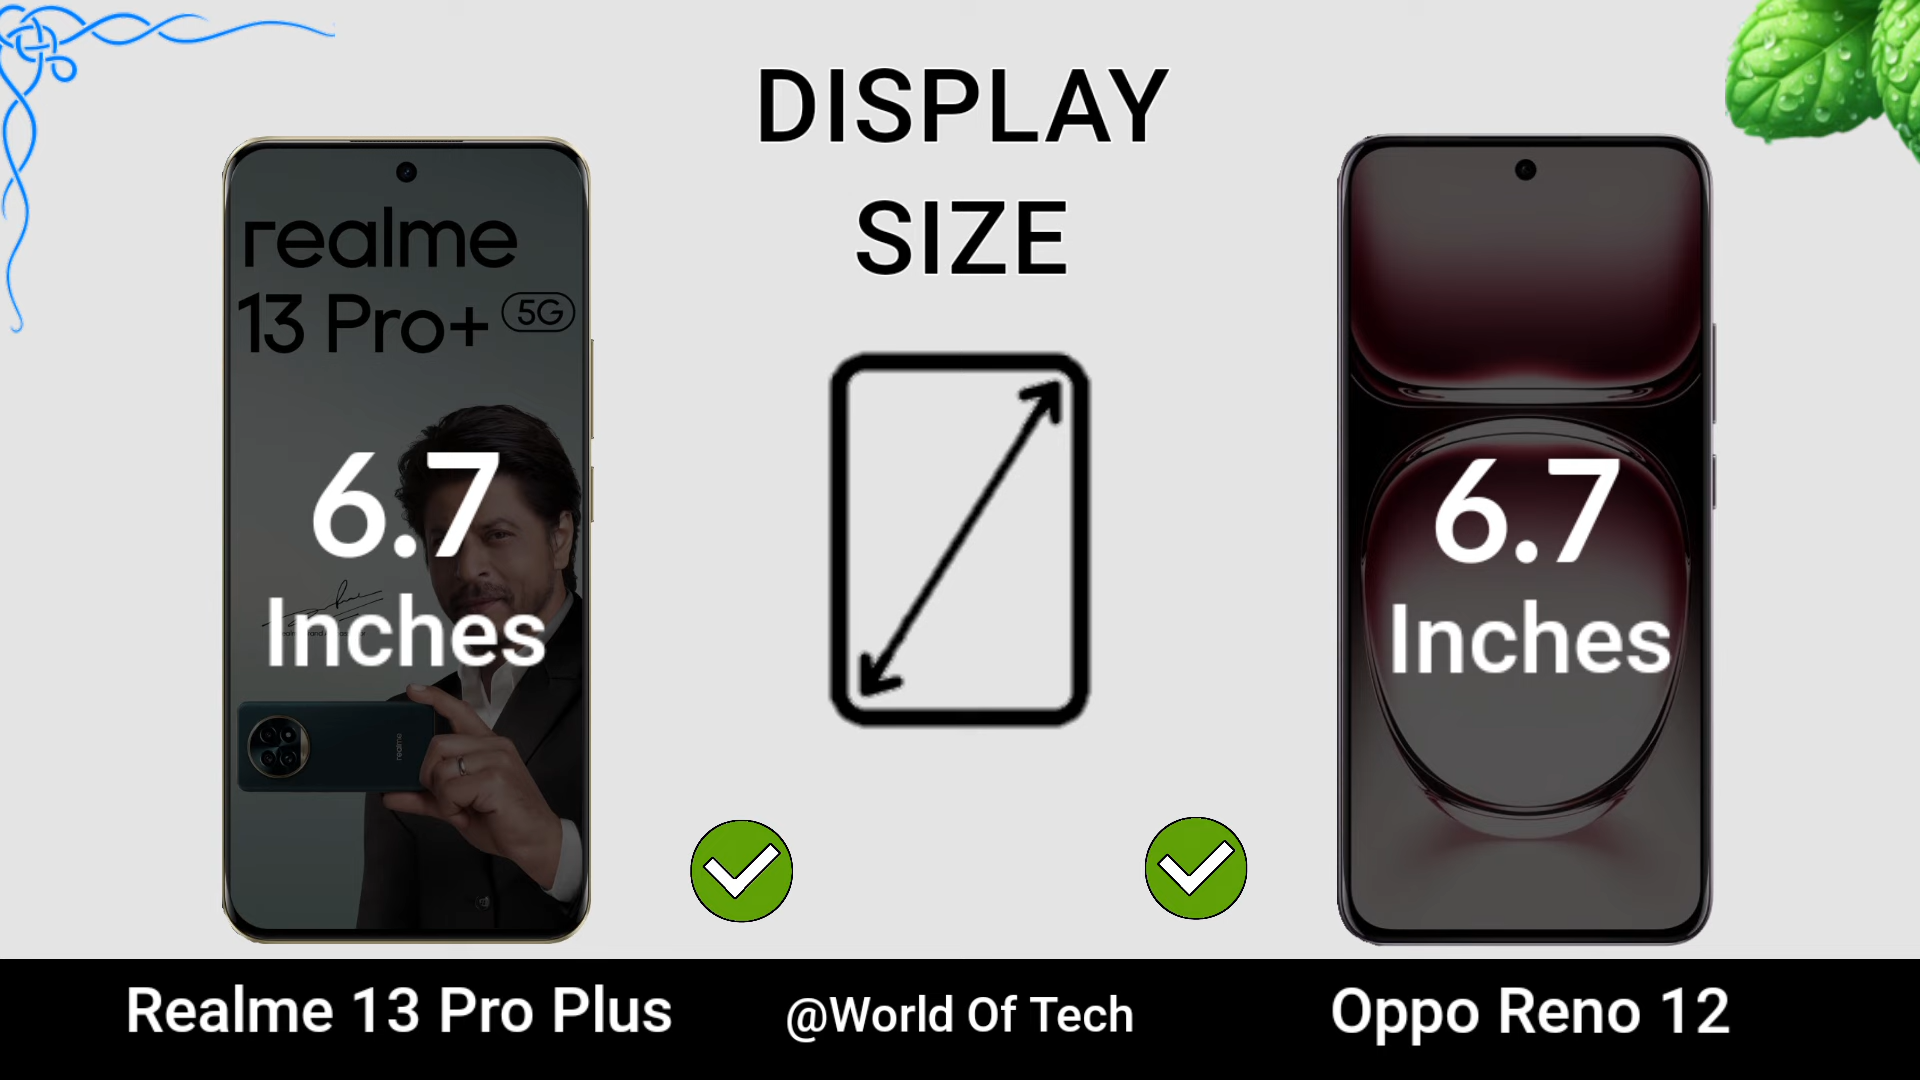 DISPLAY
SIZE
realme
13 Pro+ 5G
6.7
Inches
realme
6.7
Inches
Realme 13 Pro Plus
@World Of Tech
Oppo Reno 12